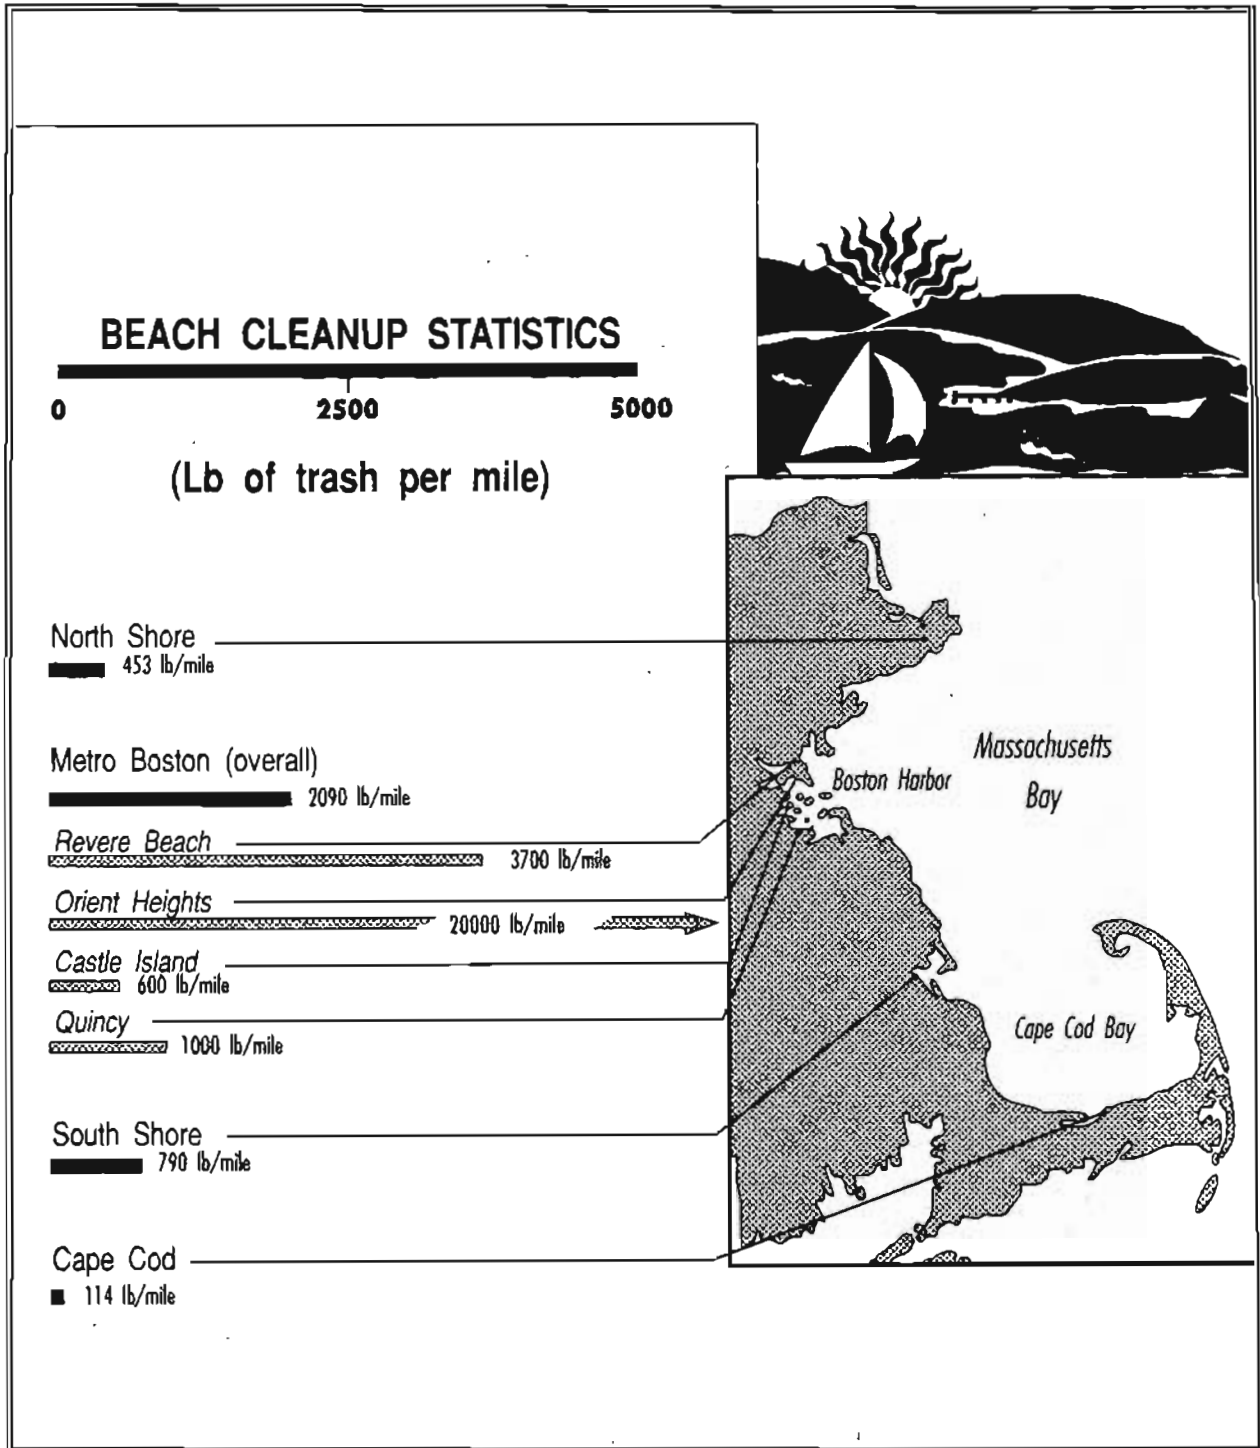 BEACH CLEANUP STATISTICS
0 2500 5000
(Lb of trash per mile)
North Shore
453 lb/mile
Metro Boston (overall)
2090 lb/mile
Revere Beach
3700 lb/mile
Orient Heights
20000 lb/mile
Castle Island
600 lb/mile
Quincy
1000 lb/mile
South Shore
790 lb/mile
Cape Cod
114 lb/mile
Massachusetts
Bay
Boston Harbor
Cape Cod Bay